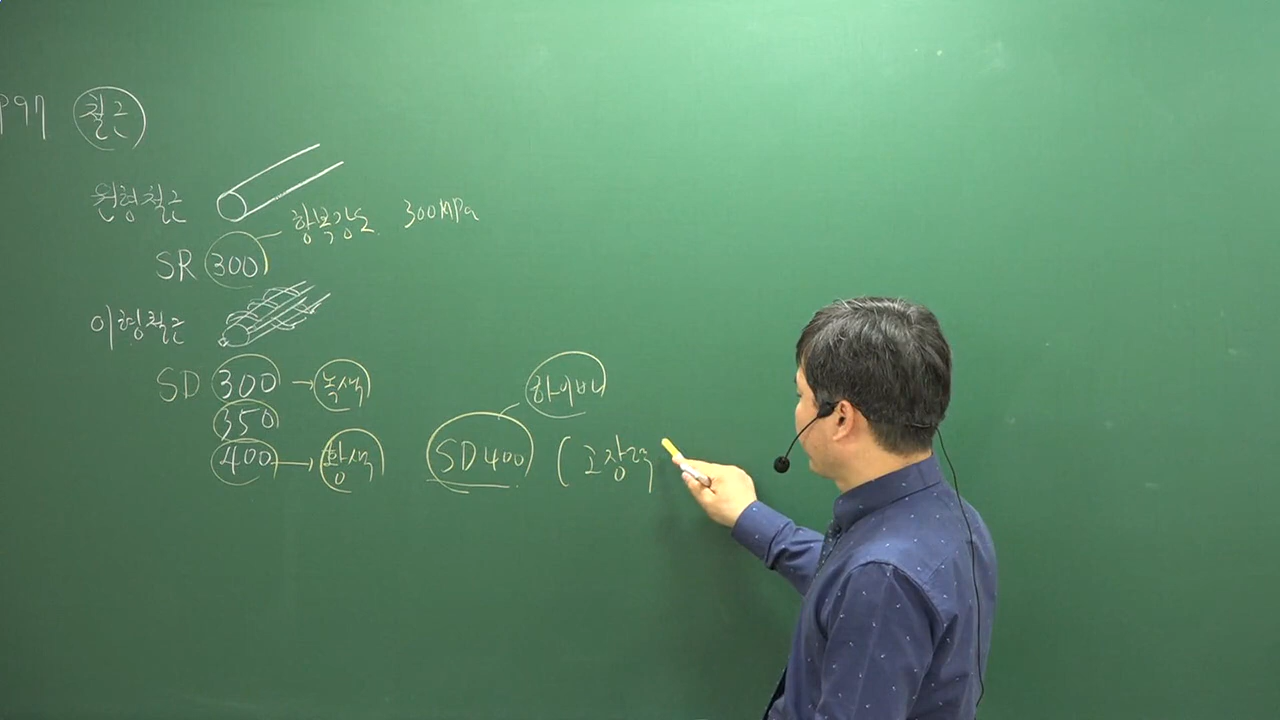 P97 철근
원형철근
항복강도 300MPa
SR 300
이형철근
SD 300 → 녹색
350
400 → 황색
하이바
SD400 (고장력